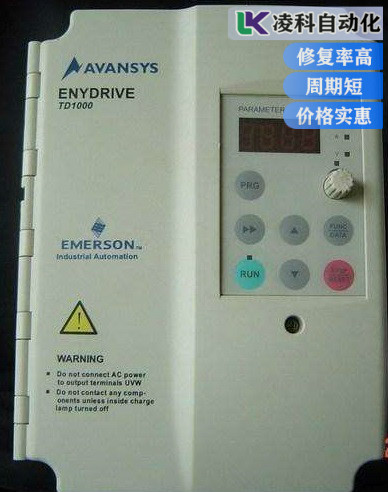 LK 凌科自动化
修复率高
周期短
价格实惠
AVANSYS
ENYDRIVE
TD1000
PARAMETER
A
V
PRG
FUNC
DATA
RUN
STOP
RESET
EMERSON™
Industrial Automation
WARNING
Do not connect AC power
to output terminals UVW
Do not contact any comp-
onents unless inside charge
lamp turned off